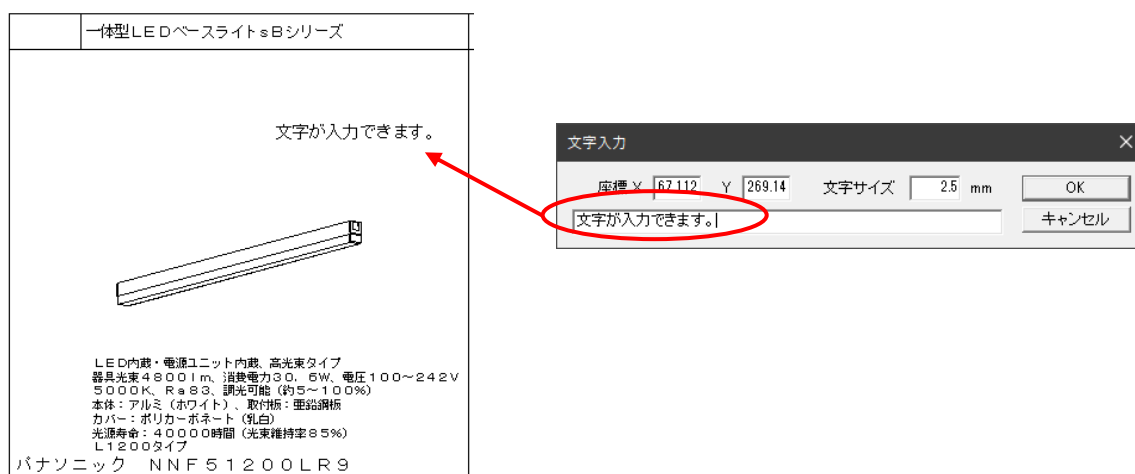 一体型LEDベースライトsBシリーズ
文字が入力できます。
LED内蔵・電源ユニット内蔵、高光束タイプ
器具光束4800lm、消費電力30.6W、電圧100～242V
5000K、Ra83、調光可能(約5～100%)
本体:アルミ(ホワイト)、取付板:亜鉛鋼板
カバー:ポリカーボネート(乳白)
光源寿命:40000時間(光束維持率85%)
L1200タイプ
パナソニック NNF51200LR9
文字入力
座標 X 67.112 Y 269.14 文字サイズ 2.5 mm OK
文字が入力できます。 キャンセル